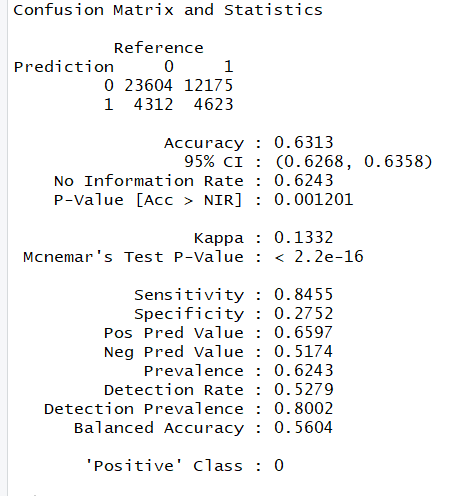 Confusion Matrix and Statistics
Reference
Prediction 0 1
0 23604 12175
1 4312 4623
Accuracy : 0.6313
95% CI : (0.6268, 0.6358)
No Information Rate : 0.6243
P-Value [Acc > NIR] : 0.001201
Kappa : 0.1332
Mcnemar's Test P-Value : < 2.2e-16
Sensitivity : 0.8455
Specificity : 0.2752
Pos Pred Value : 0.6597
Neg Pred Value : 0.5174
Prevalence : 0.6243
Detection Rate : 0.5279
Detection Prevalence : 0.8002
Balanced Accuracy : 0.5604
'Positive' Class : 0